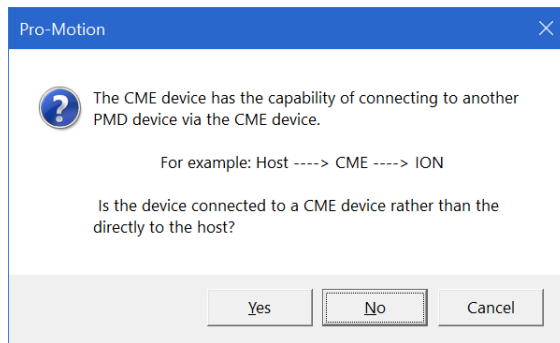 Pro-Motion
The CME device has the capability of connecting to another
PMD device via the CME device.
For example: Host ----> CME ----> ION
Is the device connected to a CME device rather than the
directly to the host?
Yes No Cancel